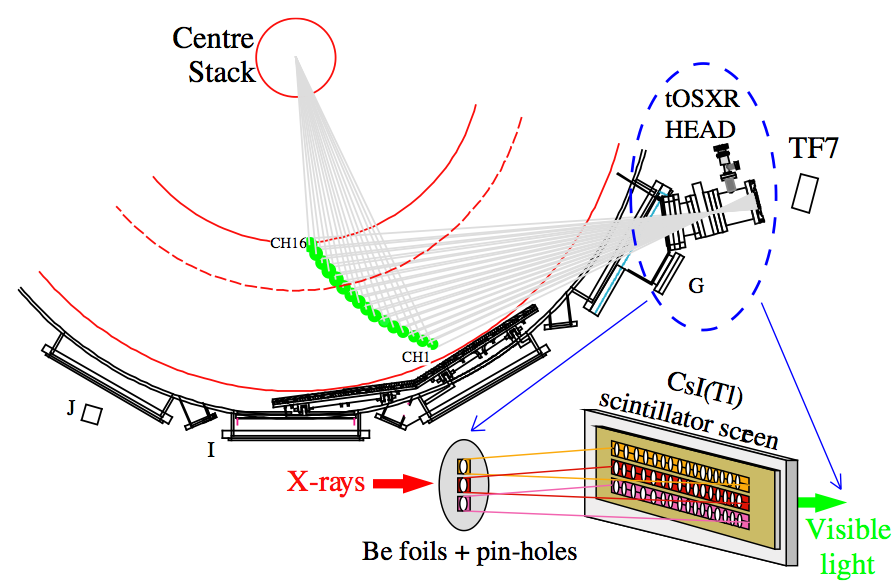 Centre
Stack
tOSXR
HEAD
TF7
CH16
G
CH1
J
I
CsI(Tl)
scintillator screen
X-rays
Be foils + pin-holes
Visible
light